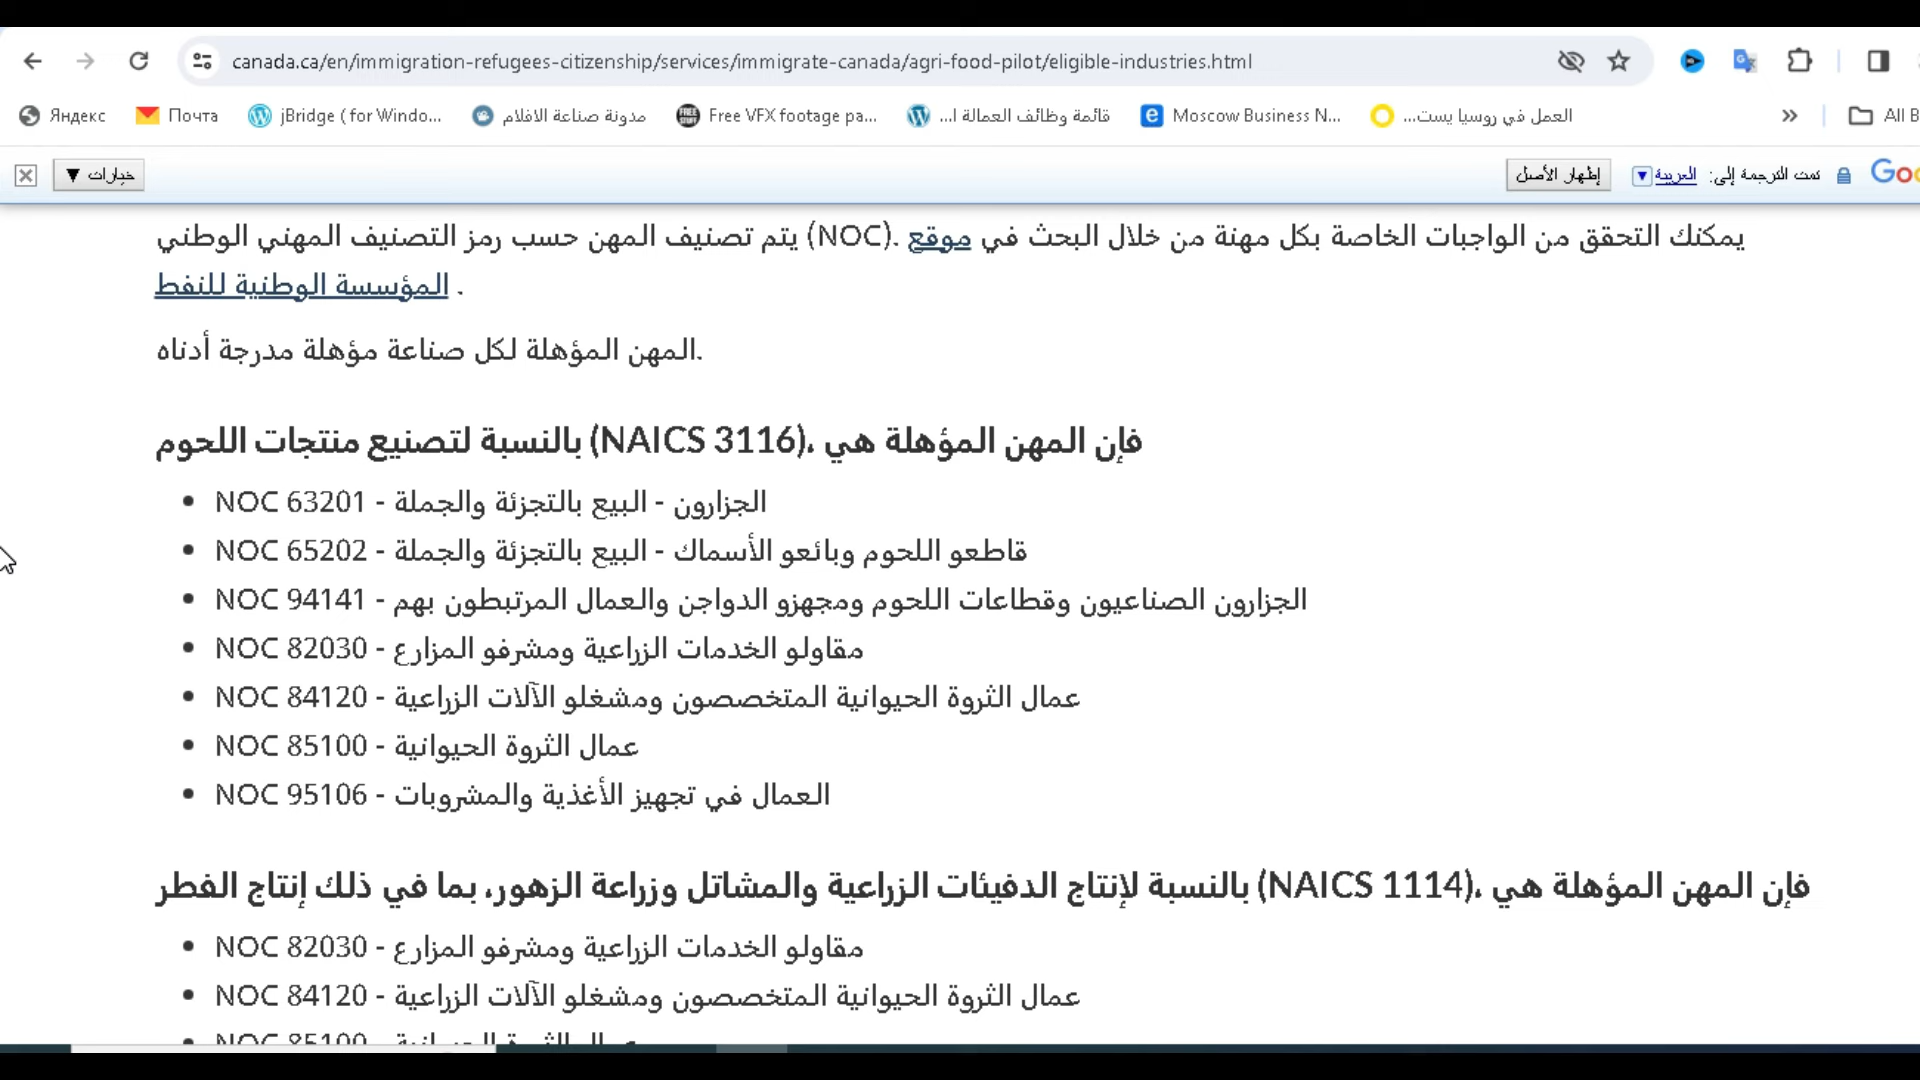 canada.ca/en/immigration-refugees-citizenship/services/immigrate-canada/agri-food-pilot/eligible-industries.html
Яндекс Почта jBridge ( for Windo... مدونة صناعة الافلام Free VFX footage pa... قائمة وظائف العمالة ا... Moscow Business N... العمل في روسيا يست... » All B
خيارات ▼ إظهار الأصل العربية تمت الترجمة إلى: Goo
يتم تصنيف المهن حسب رمز التصنيف المهني الوطني (NOC). يمكنك التحقق من الواجبات الخاصة بكل مهنة من خلال البحث في موقع
المؤسسة الوطنية للنفط .
المهن المؤهلة لكل صناعة مؤهلة مدرجة أدناه.
بالنسبة لتصنيع منتجات اللحوم (NAICS 3116)، فإن المهن المؤهلة هي
• NOC 63201 - الجزارون - البيع بالتجزئة والجملة
• NOC 65202 - قاطعو اللحوم وبائعو الأسماك - البيع بالتجزئة والجملة
• NOC 94141 - الجزارون الصناعيون وقطاعات اللحوم ومجهزو الدواجن والعمال المرتبطون بهم
• NOC 82030 - مقاولو الخدمات الزراعية ومشرفو المزارع
• NOC 84120 - عمال الثروة الحيوانية المتخصصون ومشغلو الآلات الزراعية
• NOC 85100 - عمال الثروة الحيوانية
• NOC 95106 - العمال في تجهيز الأغذية والمشروبات
بالنسبة لإنتاج الدفيئات الزراعية والمشاتل وزراعة الزهور، بما في ذلك إنتاج الفطر (NAICS 1114)، فإن المهن المؤهلة هي
• NOC 82030 - مقاولو الخدمات الزراعية ومشرفو المزارع
• NOC 84120 - عمال الثروة الحيوانية المتخصصون ومشغلو الآلات الزراعية
• NOC 85100 - عمال الثروة الحيوانية